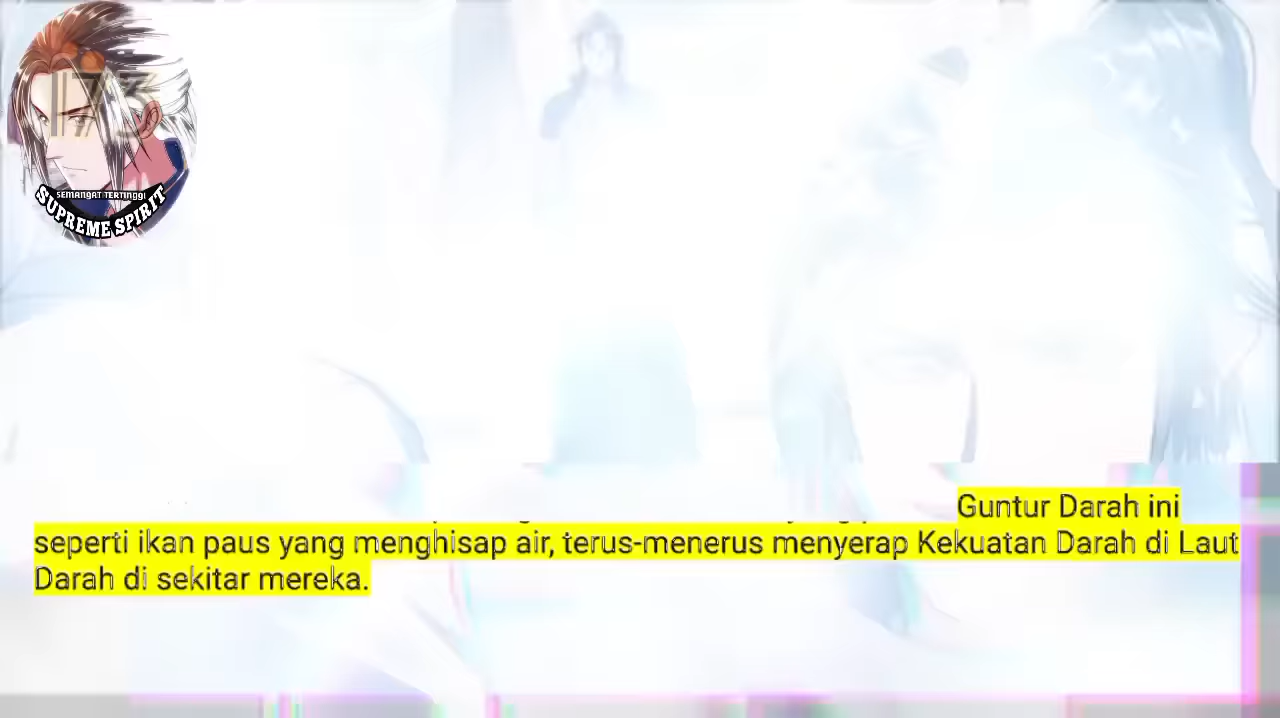 173
SEMANGAT TERTINGGI
SUPREME SPIRIT
Guntur Darah ini
seperti ikan paus yang menghisap air, terus-menerus menyerap Kekuatan Darah di Laut
Darah di sekitar mereka.